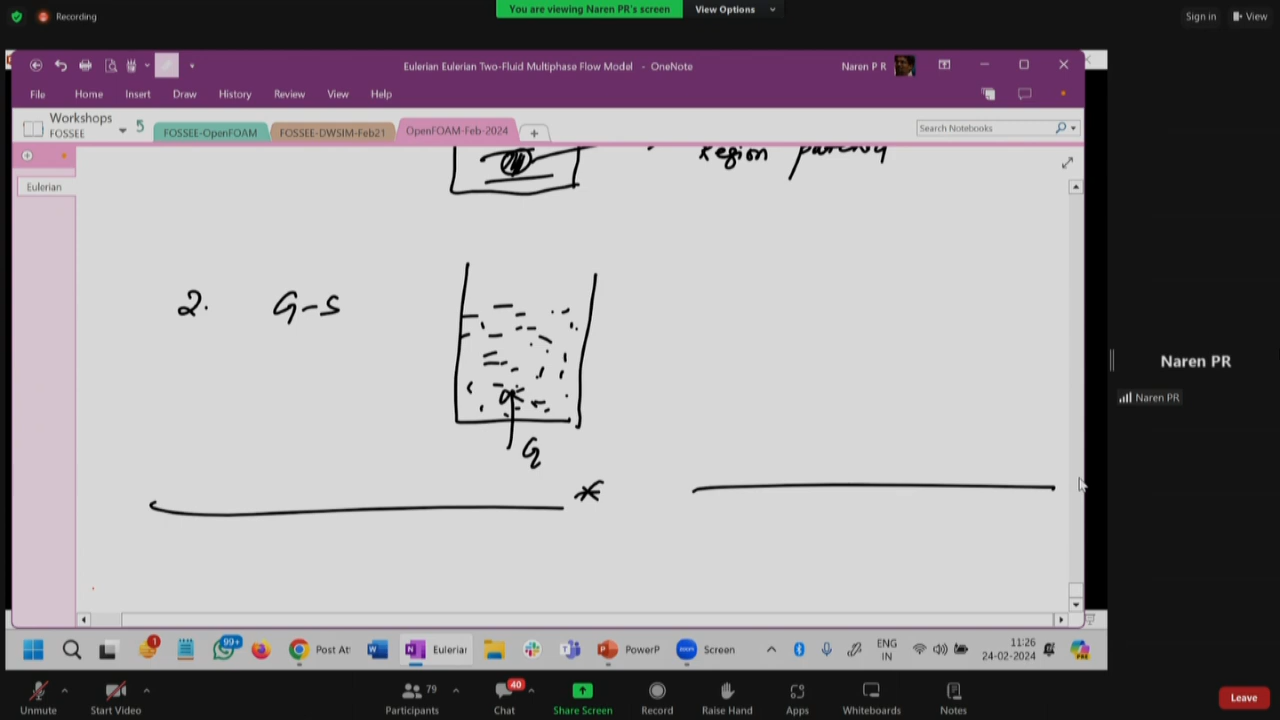 Recording
You are viewing Naren PR's screen
View Options
Sign in
View
Eulerian Eulerian Two-Fluid Multiphase Flow Model - OneNote
Naren P R
File
Home
Insert
Draw
History
Review
View
Help
Workshops
FOSSEE
FOSSEE-OpenFOAM
FOSSEE-DWSIM-Feb21
OpenFOAM-Feb-2024
+
Search Notebooks
Eulerian
Region
2. G-S
G
*
Naren PR
Naren PR
1
99+
Post At
Eulerian
PowerP
Screen
ENG
IN
11:26
24-02-2024
Unmute
Start Video
79
Participants
40
Chat
Share Screen
Record
Raise Hand
Apps
Whiteboards
Notes
Leave